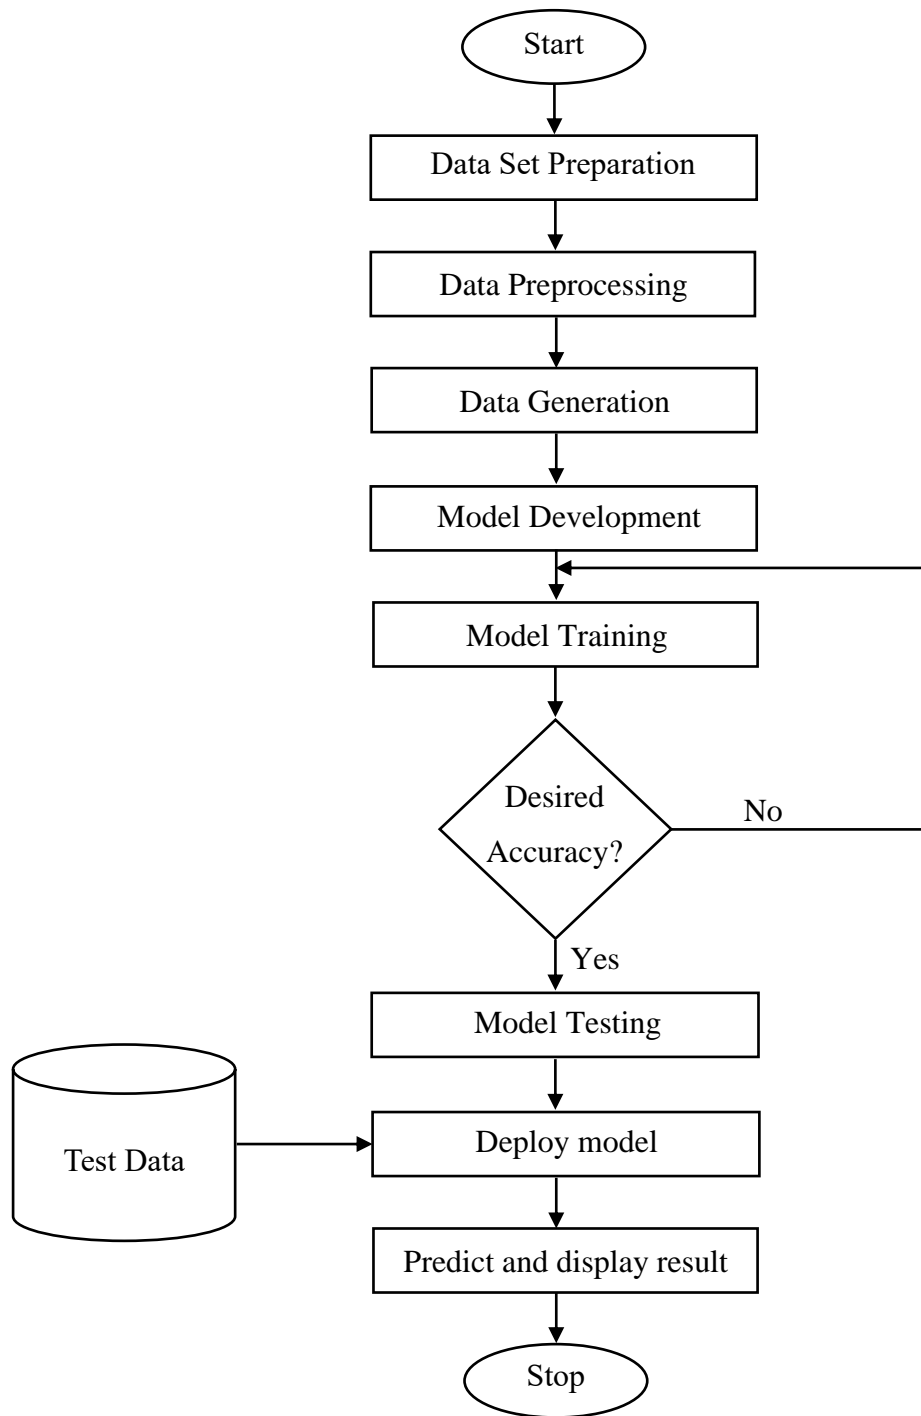 Start
Data Set Preparation
Data Preprocessing
Data Generation
Model Development
Model Training
Desired
Accuracy?
No
Yes
Model Testing
Test Data
Deploy model
Predict and display result
Stop